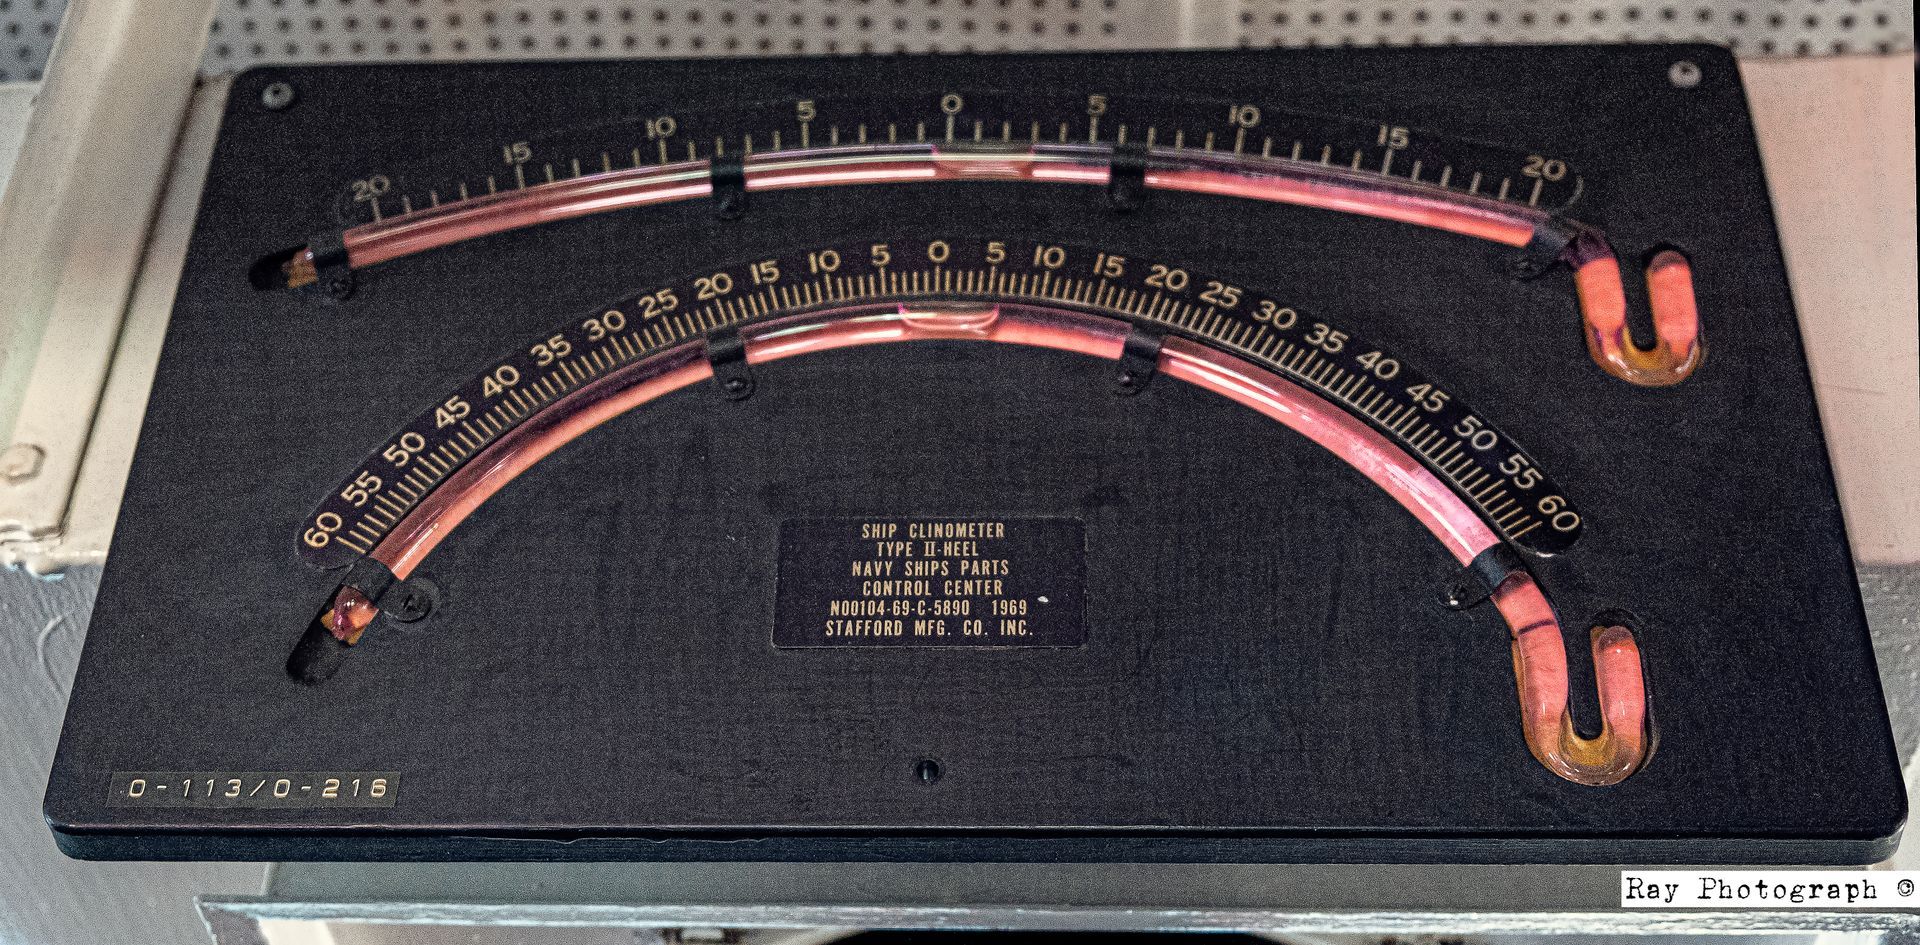 20 15 10 5 0 5 10 15 20
60 55 50 45 40 35 30 25 20 15 10 5 0 5 10 15 20 25 30 35 40 45 50 55 60
SHIP CLINOMETER
TYPE II-HEEL
NAVY SHIPS PARTS
CONTROL CENTER
N00104-69-C-5890 1969
STAFFORD MFG. CO. INC.
0-113/0-216
Ray Photograph ©